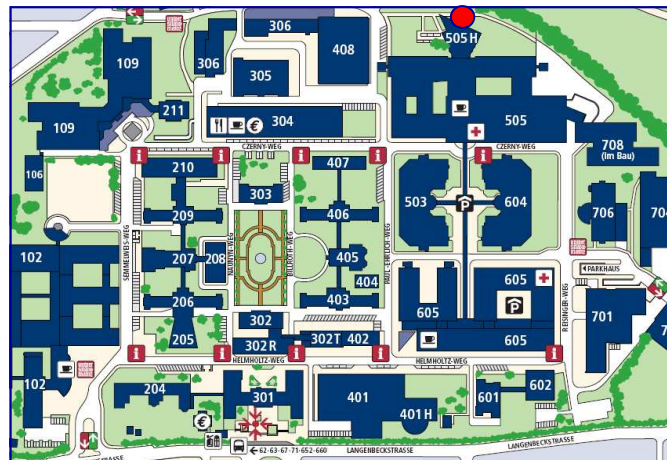 306
408
505 H
109
306
305
211
304
€
505
109
CZERNY-WEG
CZERNY-WEG
708
(im Bau)
i
i
i
i
i
210
407
106
303
503
604
706
704
209
406
SEMMELWEIS-WEG
NAUNYN-WEG
BILLROTH-WEG
PAUL-EHRLICH-WEG
102
207
208
405
404
P
605
PARKHAUS
206
403
605
P
REISINGER-WEG
701
302
205
302 R
302T
402
605
i
i
i
i
i
HELMHOLTZ-WEG
HELMHOLTZ-WEG
102
204
301
401
601
602
401 H
€
62-63-67-71-652-660
LANGENBECKSTRASSE
LANGENBECKSTRASSE